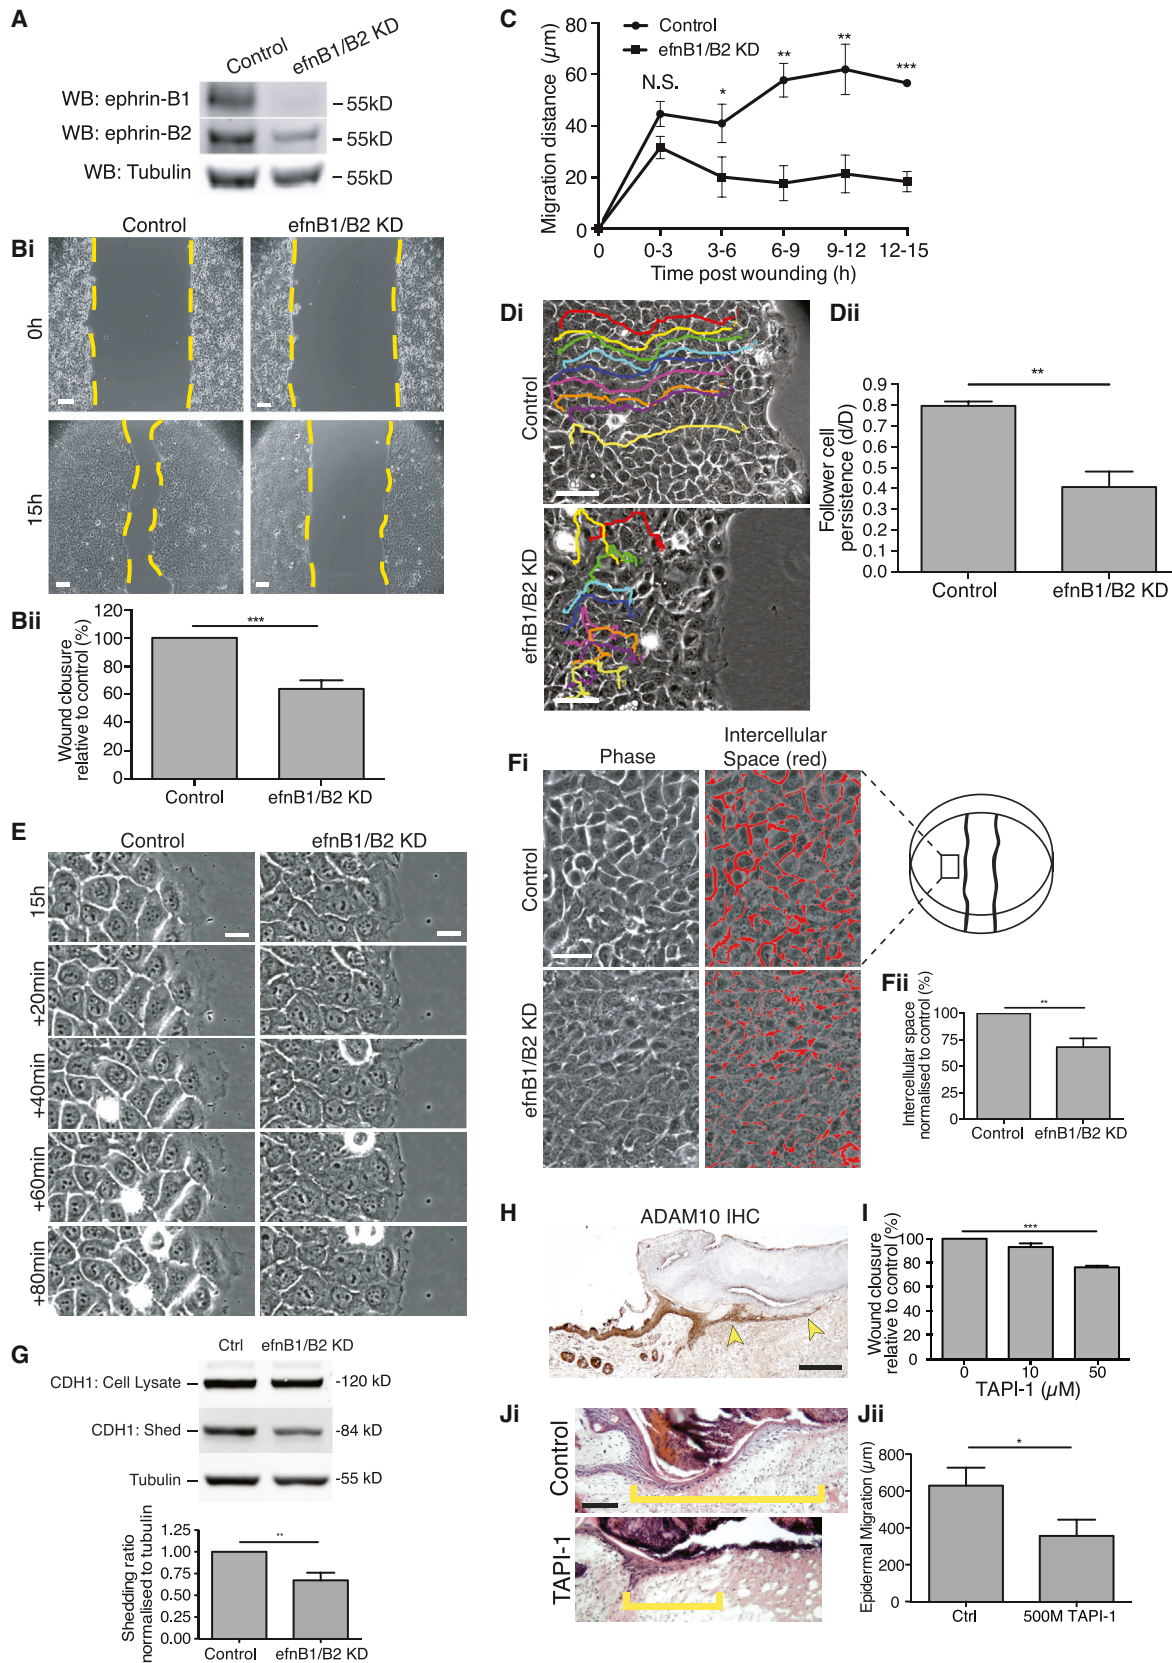 A
Control
efnB1/B2 KD
WB: ephrin-B1
55kD
WB: ephrin-B2
55kD
WB: Tubulin
55kD
Bi
Control
efnB1/B2 KD
0h
15h
Bii
Wound clousure
relative to control (%)
120
100
80
60
40
20
0
***
Control
efnB1/B2 KD
C
Migration distance (µm)
80
60
40
20
0
Control
efnB1/B2 KD
N.S.
*
**
**
***
0
0-3
3-6
6-9
9-12
12-15
Time post wounding (h)
Di
Control
efnB1/B2 KD
Dii
Follower cell
persistence (d/D)
0.9
0.8
0.7
0.6
0.5
0.4
0.3
0.2
0.1
0.0
**
Control
efnB1/B2 KD
E
Control
efnB1/B2 KD
15h
+20min
+40min
+60min
+80min
Fi
Phase
Intercellular
Space (red)
Control
efnB1/B2 KD
Fii
Intercellular space
normalised to control (%)
100
75
50
25
0
**
Control
efnB1/B2 KD
G
Ctrl
efnB1/B2 KD
CDH1: Cell Lysate
-120 kD
CDH1: Shed
-84 kD
Tubulin
-55 kD
Shedding ratio
normalised to tubulin
1.25
1.00
0.75
0.50
0.25
0.00
**
Control
efnB1/B2 KD
H
ADAM10 IHC
I
Wound clousure
relative to control (%)
100
80
60
40
20
0
***
0
10
50
TAPI-1 (µM)
Ji
Control
TAPI-1
Jii
Epidermal Migration (µm)
800
600
400
200
0
*
Ctrl
500M TAPI-1